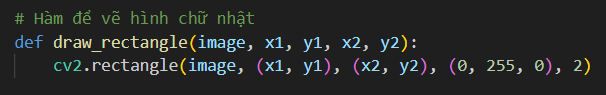 # Hàm để vẽ hình chữ nhật
def draw_rectangle(image, x1, y1, x2, y2):
    cv2.rectangle(image, (x1, y1), (x2, y2), (0, 255, 0), 2)